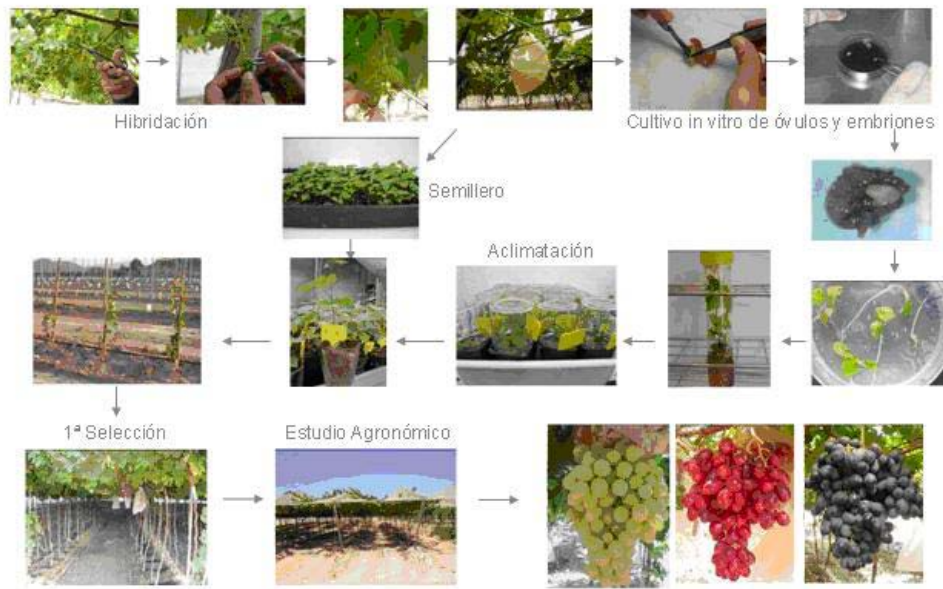 Hibridación
Cultivo in vitro de óvulos y embriones
Semillero
Aclimatación
1ª Selección
Estudio Agronómico